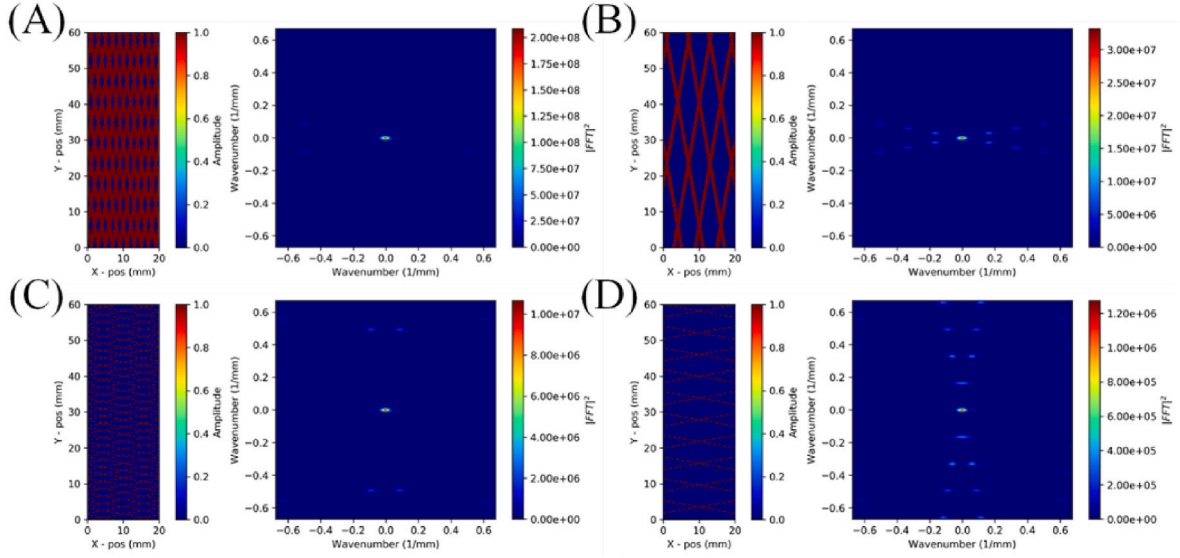 (A)
60
50
40
30
20
10
0
Y - pos (mm)
0 10 20
X - pos (mm)
1.0
0.8
0.6
0.4
0.2
0.0
Amplitude
0.6
0.4
0.2
0.0
−0.2
−0.4
−0.6
Wavenumber (1/mm)
−0.6 −0.4 −0.2 0.0 0.2 0.4 0.6
Wavenumber (1/mm)
2.00e+08
1.75e+08
1.50e+08
1.25e+08
1.00e+08
7.50e+07
5.00e+07
2.50e+07
0.00e+00
|FFT|²
(B)
60
50
40
30
20
10
0
Y - pos (mm)
0 10 20
X - pos (mm)
1.0
0.8
0.6
0.4
0.2
0.0
Amplitude
0.6
0.4
0.2
0.0
−0.2
−0.4
−0.6
Wavenumber (1/mm)
−0.6 −0.4 −0.2 0.0 0.2 0.4 0.6
Wavenumber (1/mm)
3.00e+07
2.50e+07
2.00e+07
1.50e+07
1.00e+07
5.00e+06
0.00e+00
|FFT|²
(C)
60
50
40
30
20
10
0
Y - pos (mm)
0 10 20
X - pos (mm)
1.0
0.8
0.6
0.4
0.2
0.0
Amplitude
0.6
0.4
0.2
0.0
−0.2
−0.4
−0.6
Wavenumber (1/mm)
−0.6 −0.4 −0.2 0.0 0.2 0.4 0.6
Wavenumber (1/mm)
1.00e+07
8.00e+06
6.00e+06
4.00e+06
2.00e+06
0.00e+00
|FFT|²
(D)
60
50
40
30
20
10
0
Y - pos (mm)
0 10 20
X - pos (mm)
1.0
0.8
0.6
0.4
0.2
0.0
Amplitude
0.6
0.4
0.2
0.0
−0.2
−0.4
−0.6
Wavenumber (1/mm)
−0.6 −0.4 −0.2 0.0 0.2 0.4 0.6
Wavenumber (1/mm)
1.20e+06
1.00e+06
8.00e+05
6.00e+05
4.00e+05
2.00e+05
0.00e+00
|FFT|²